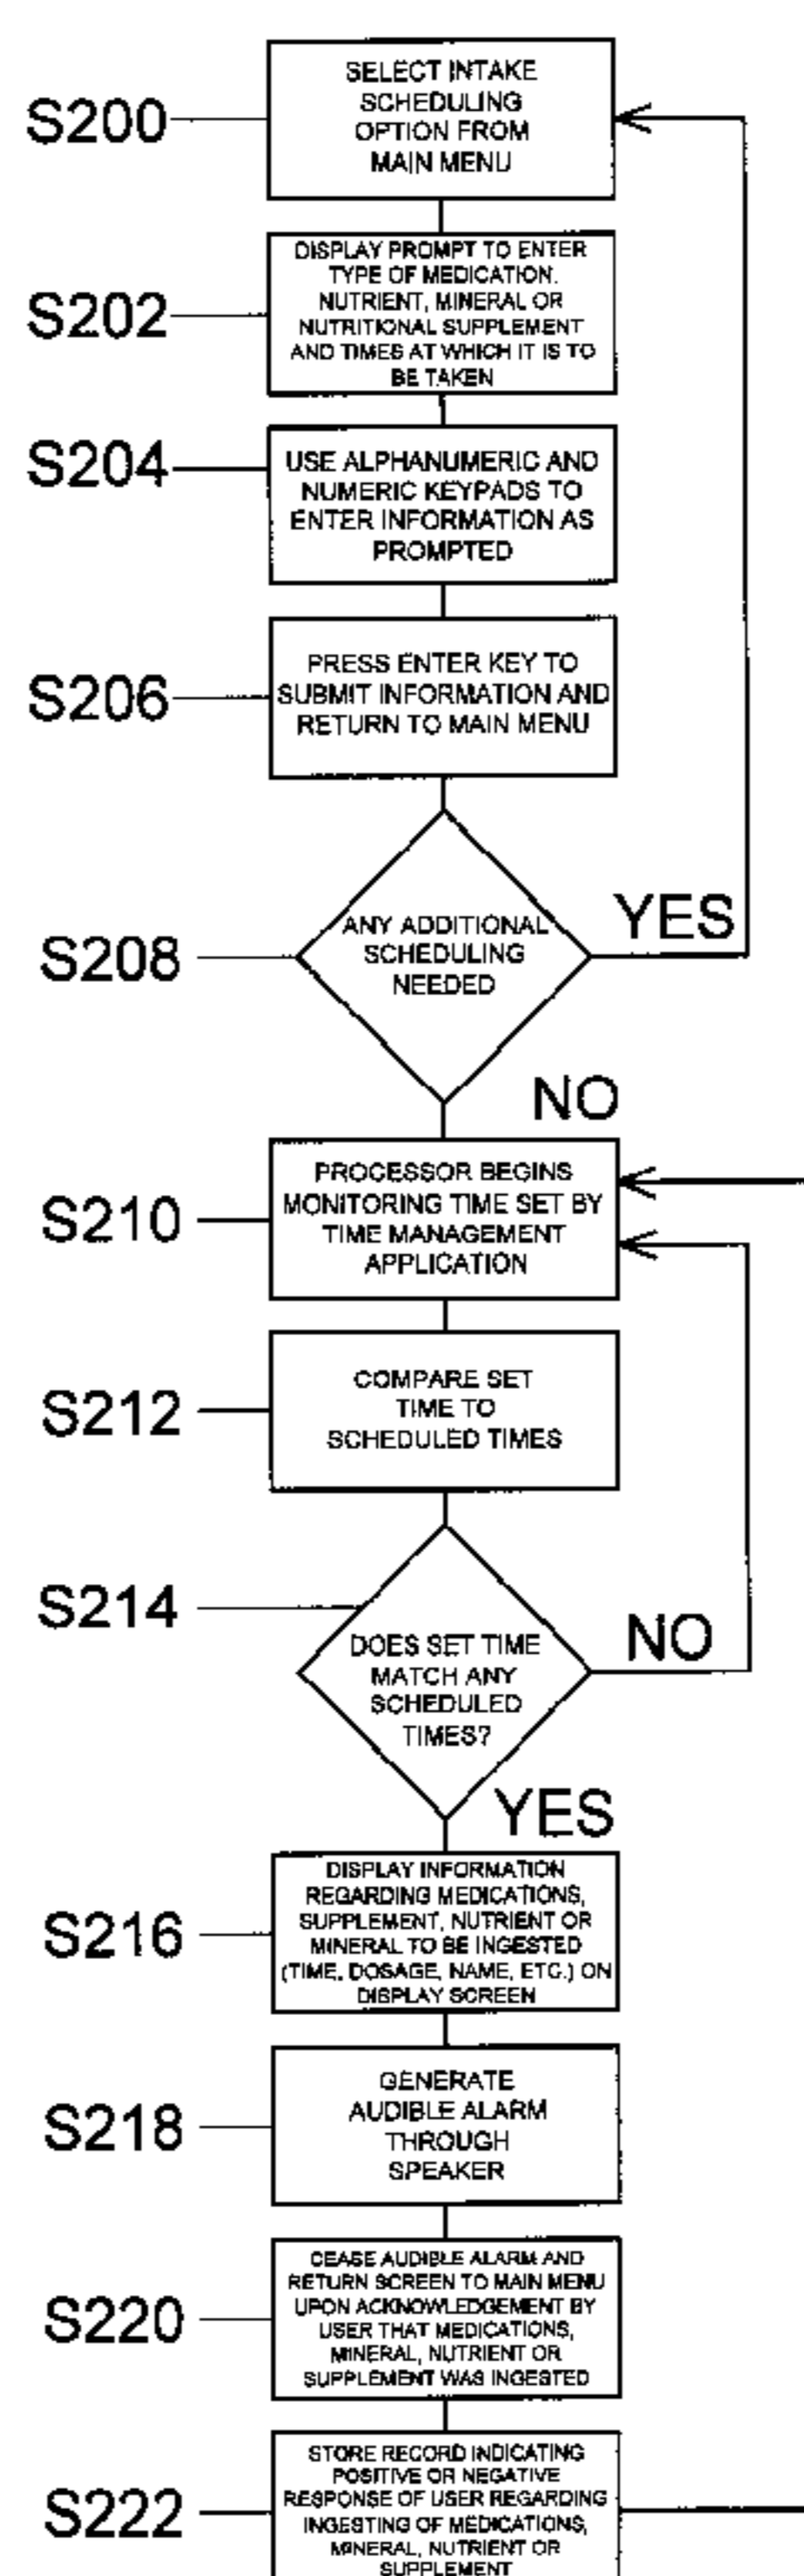 S200
SELECT INTAKE
SCHEDULING
OPTION FROM
MAIN MENU
S202
DISPLAY PROMPT TO ENTER
TYPE OF MEDICATION.
NUTRIENT, MINERAL OR
NUTRITIONAL SUPPLEMENT
AND TIMES AT WHICH IT IS TO
BE TAKEN
S204
USE ALPHANUMERIC AND
NUMERIC KEYPADS TO
ENTER INFORMATION AS
PROMPTED
S206
PRESS ENTER KEY TO
SUBMIT INFORMATION AND
RETURN TO MAIN MENU
S208
ANY ADDITIONAL
SCHEDULING
NEEDED
YES
NO
S210
PROCESSOR BEGINS
MONITORING TIME SET BY
TIME MANAGEMENT
APPLICATION
S212
COMPARE SET
TIME TO
SCHEDULED TIMES
S214
DOES SET TIME
MATCH ANY
SCHEDULED
TIMES?
NO
YES
S216
DISPLAY INFORMATION
REGARDING MEDICATIONS,
SUPPLEMENT, NUTRIENT OR
MINERAL TO BE INGESTED
(TIME, DOSAGE, NAME, ETC.) ON
DISPLAY SCREEN
S218
GENERATE
AUDIBLE ALARM
THROUGH
SPEAKER
S220
CEASE AUDIBLE ALARM AND
RETURN SCREEN TO MAIN MENU
UPON ACKNOWLEDGEMENT BY
USER THAT MEDICATIONS,
MINERAL, NUTRIENT OR
SUPPLEMENT WAS INGESTED
S222
STORE RECORD INDICATING
POSITIVE OR NEGATIVE
RESPONSE OF USER REGARDING
INGESTING OF MEDICATIONS,
MINERAL, NUTRIENT OR
SUPPLEMENT